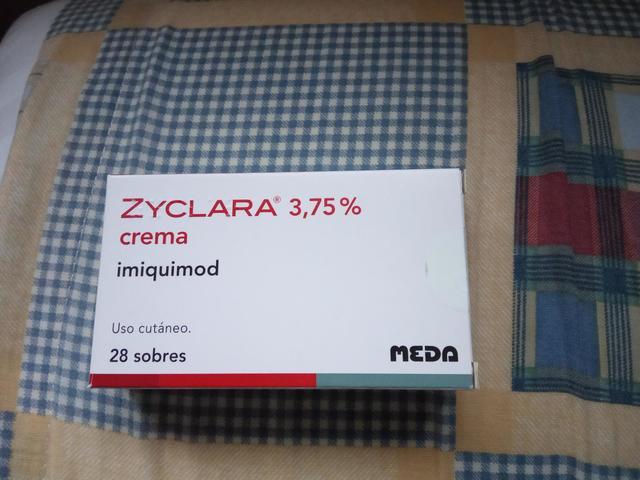 ZYCLARA® 3,75%
crema
imiquimod
Uso cutáneo.
28 sobres
MEDA